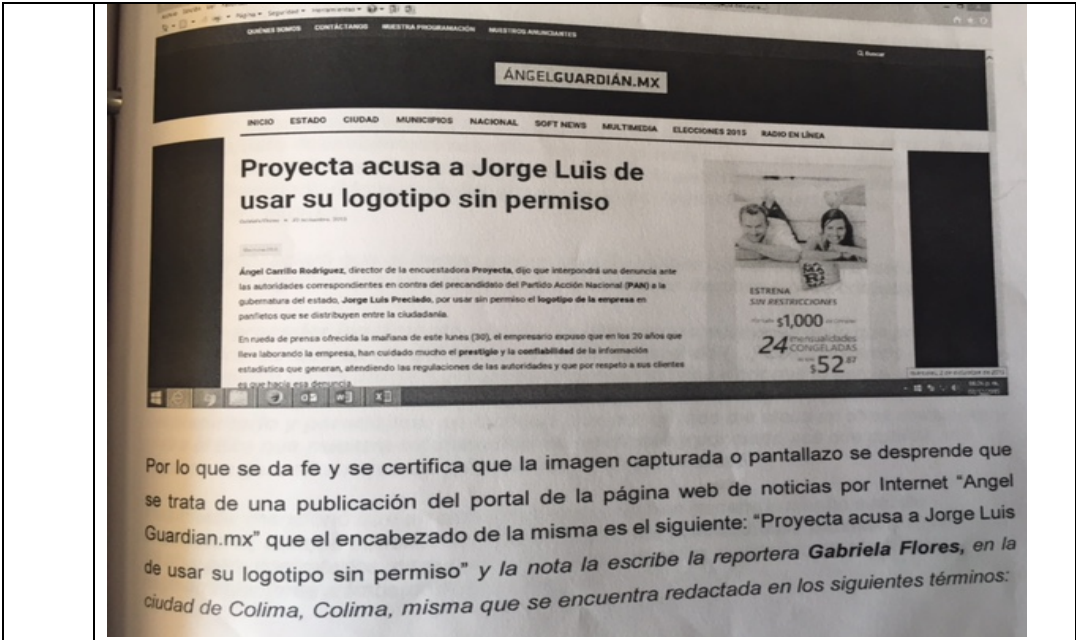 QUIÉNES SOMOS CONTÁCTANOS NUESTRA PROGRAMACIÓN NUESTROS ANUNCIANTES
Buscar
ÁNGELGUARDIÁN.MX
INICIO ESTADO CIUDAD MUNICIPIOS NACIONAL SOFT NEWS MULTIMEDIA ELECCIONES 2015 RADIO EN LÍNEA
Proyecta acusa a Jorge Luis de
usar su logotipo sin permiso
Ángel Carrillo Rodríguez, director de la encuestadora Proyecta, dijo que interpondrá una denuncia ante
las autoridades correspondientes en contra del precandidato del Partido Acción Nacional (PAN) a la
gubernatura del estado, Jorge Luis Preciado, por usar sin permiso el logotipo de la empresa en
panfletos que se distribuyen entre la ciudadanía.
En rueda de prensa ofrecida la mañana de este lunes (30), el empresario expuso que en los 20 años que
lleva laborando la empresa, han cuidado mucho el prestigio y la confiabilidad de la información
estadística que generan, atendiendo las regulaciones de las autoridades y que por respeto a sus clientes
es que hacía esa denuncia.
ESTRENA
SIN RESTRICCIONES
$1,000
24 mensualidades
CONGELADAS
$52.87
Por lo que se da fe y se certifica que la imagen capturada o pantallazo se desprende que
se trata de una publicación del portal de la página web de noticias por Internet “Angel
Guardian.mx” que el encabezado de la misma es el siguiente: “Proyecta acusa a Jorge Luis
de usar su logotipo sin permiso” y la nota la escribe la reportera Gabriela Flores, en la
ciudad de Colima, Colima, misma que se encuentra redactada en los siguientes términos: